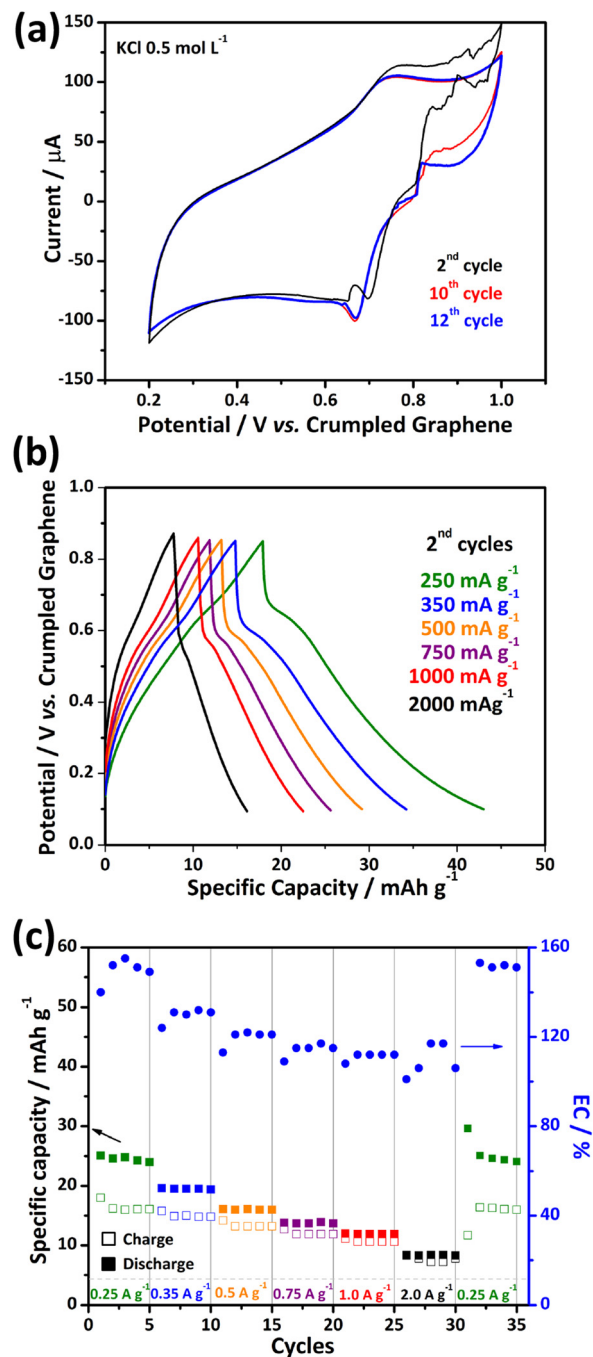 (a)
KCl 0.5 mol L⁻¹
150
100
50
0
-50
-100
-150
Current / μA
2nd cycle
10th cycle
12th cycle
0.2 0.4 0.6 0.8 1.0
Potential / V vs. Crumpled Graphene
(b)
1.0
0.8
0.6
0.4
0.2
0.0
Potential / V vs. Crumpled Graphene
2nd cycles
250 mA g⁻¹
350 mA g⁻¹
500 mA g⁻¹
750 mA g⁻¹
1000 mA g⁻¹
2000 mAg⁻¹
0 10 20 30 40 50
Specific Capacity / mAh g⁻¹
(c)
60
50
40
30
20
10
0
Specific capacity / mAh g⁻¹
160
120
80
40
0
EC / %
Charge
Discharge
0.25 A g⁻¹ 0.35 A g⁻¹ 0.5 A g⁻¹ 0.75 A g⁻¹ 1.0 A g⁻¹ 2.0 A g⁻¹ 0.25 A g⁻¹
0 5 10 15 20 25 30 35
Cycles